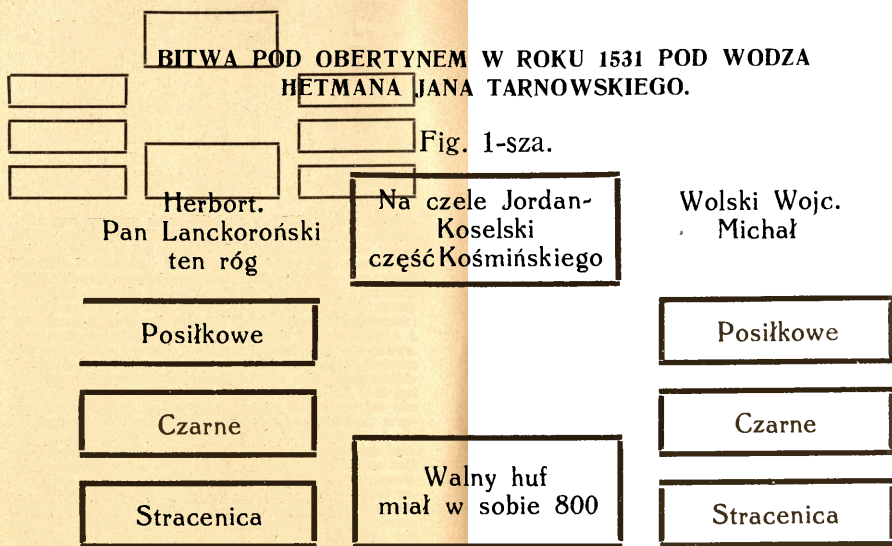 BITWA POD OBERTYNEM W ROKU 1531 POD WODZA
HETMANA JANA TARNOWSKIEGO.
Fig. 1-sza.
Herbort.
Pan Lanckoroński
ten róg
Na czele Jordan-
Koselski
część Kośmińskiego
Wolski Wojc.
Michał
Posiłkowe
Posiłkowe
Czarne
Czarne
Walny huf
miał w sobie 800
Stracenica
Stracenica